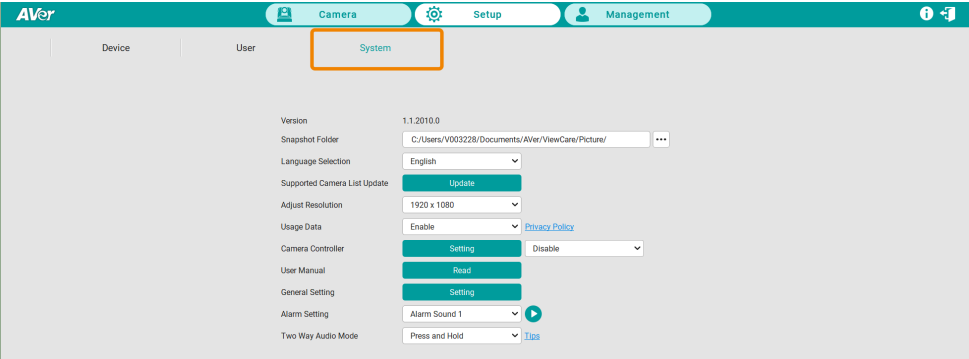 AVer Camera Setup Management
Device User System
Version 1.1.2010.0
Snapshot Folder C:/Users/V003228/Documents/AVer/ViewCare/Picture/ ...
Language Selection English
Supported Camera List Update Update
Adjust Resolution 1920 x 1080
Usage Data Enable Privacy Policy
Camera Controller Setting Disable
User Manual Read
General Setting Setting
Alarm Setting Alarm Sound 1
Two Way Audio Mode Press and Hold Tips